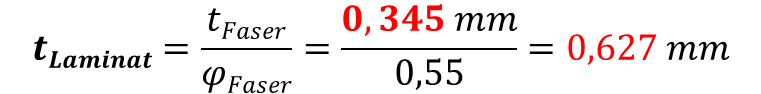 t_Laminat = t_Faser / φ_Faser = 0,345 mm / 0,55 = 0,627 mm